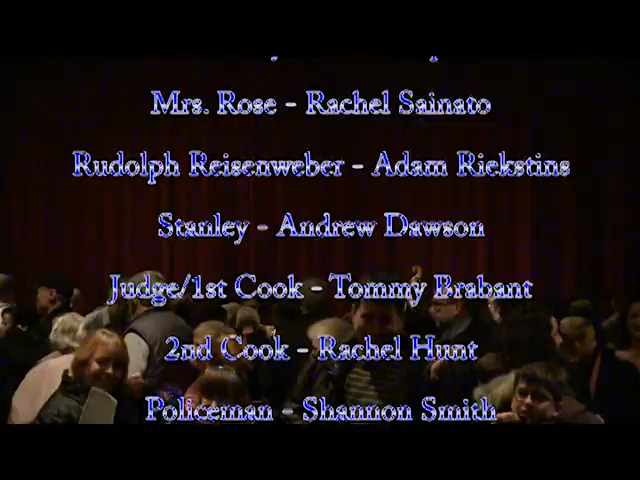 Mrs. Rose - Rachel Sainato
Rudolph Reisenweber - Adam Riekstins
Stanley - Andrew Dawson
Judge/1st Cook - Tommy Brabant
2nd Cook - Rachel Hunt
Policeman - Shannon Smith